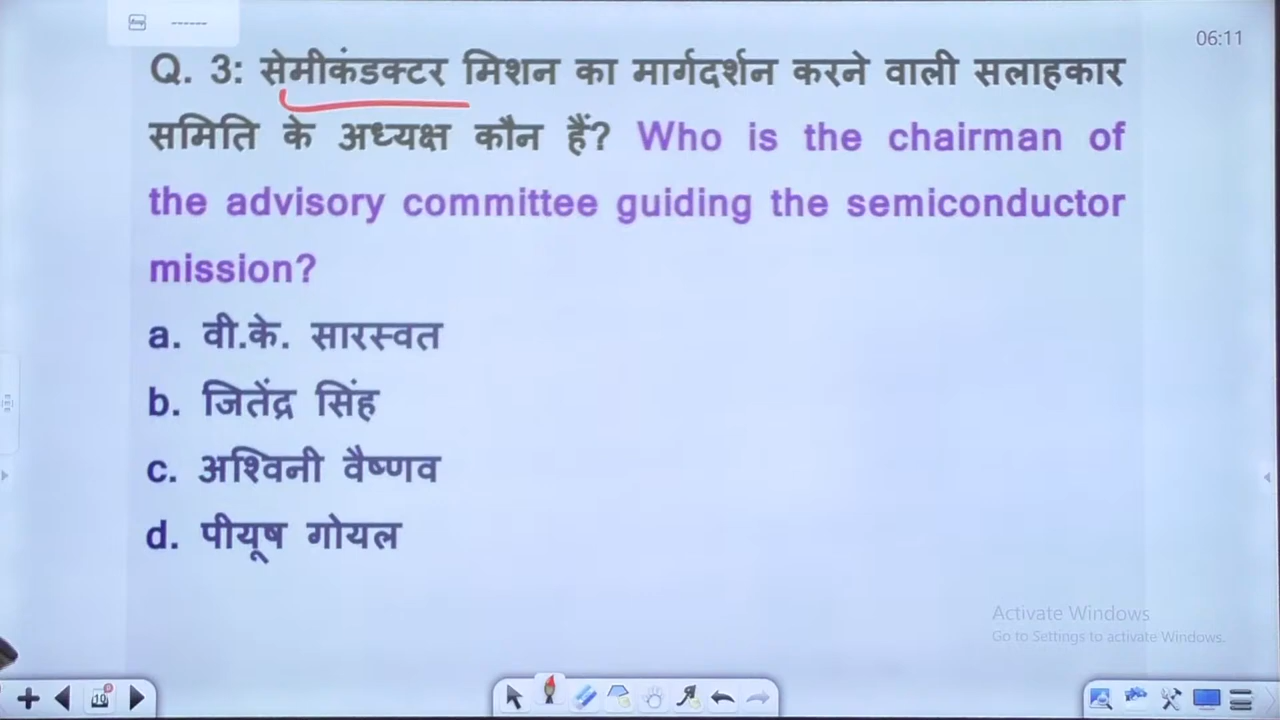 06:11
Q. 3: सेमीकंडक्टर मिशन का मार्गदर्शन करने वाली सलाहकार
समिति के अध्यक्ष कौन हैं? Who is the chairman of
the advisory committee guiding the semiconductor
mission?
a. वी.के. सारस्वत
b. जितेंद्र सिंह
c. अश्विनी वैष्णव
d. पीयूष गोयल
Activate Windows
Go to Settings to activate Windows.
10